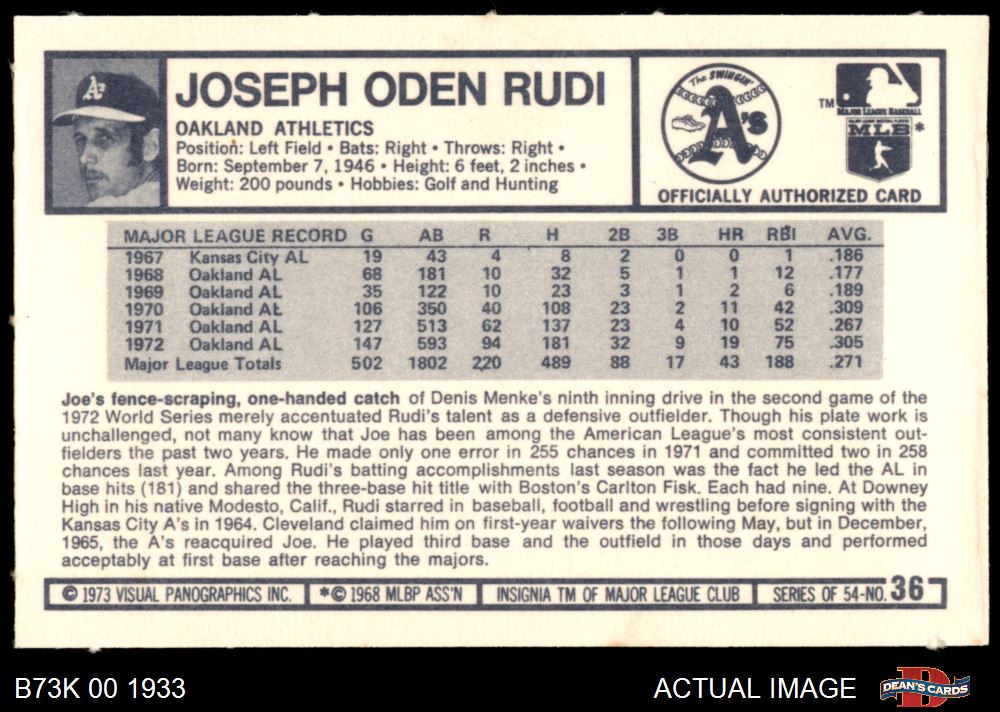 JOSEPH ODEN RUDI
OAKLAND ATHLETICS
Position: Left Field • Bats: Right • Throws: Right •
Born: September 7, 1946 • Height: 6 feet, 2 inches •
Weight: 200 pounds • Hobbies: Golf and Hunting
A's
The SWINGIN'
A's
TM
MAJOR LEAGUE BASEBALL
MLB*
OFFICIALLY AUTHORIZED CARD
MAJOR LEAGUE RECORD G AB R H 2B 3B HR RBI AVG.
1967 Kansas City AL 19 43 4 8 2 0 0 1 .186
1968 Oakland AL 68 181 10 32 5 1 1 12 .177
1969 Oakland AL 35 122 10 23 3 1 2 6 .189
1970 Oakland AL 106 350 40 108 23 2 11 42 .309
1971 Oakland AL 127 513 62 137 23 4 10 52 .267
1972 Oakland AL 147 593 94 181 32 9 19 75 .305
Major League Totals 502 1802 220 489 88 17 43 188 .271
Joe's fence-scraping, one-handed catch of Denis Menke's ninth inning drive in the second game of the
1972 World Series merely accentuated Rudi's talent as a defensive outfielder. Though his plate work is
unchallenged, not many know that Joe has been among the American League's most consistent out-
fielders the past two years. He made only one error in 255 chances in 1971 and committed two in 258
chances last year. Among Rudi's batting accomplishments last season was the fact he led the AL in
base hits (181) and shared the three-base hit title with Boston's Carlton Fisk. Each had nine. At Downey
High in his native Modesto, Calif., Rudi starred in baseball, football and wrestling before signing with the
Kansas City A's in 1964. Cleveland claimed him on first-year waivers the following May, but in December,
1965, the A's reacquired Joe. He played third base and the outfield in those days and performed
acceptably at first base after reaching the majors.
© 1973 VISUAL PANOGRAPHICS INC. *© 1968 MLBP ASS'N INSIGNIA TM OF MAJOR LEAGUE CLUB SERIES OF 54-NO. 36
B73K 00 1933 ACTUAL IMAGE DEAN'S CARDS